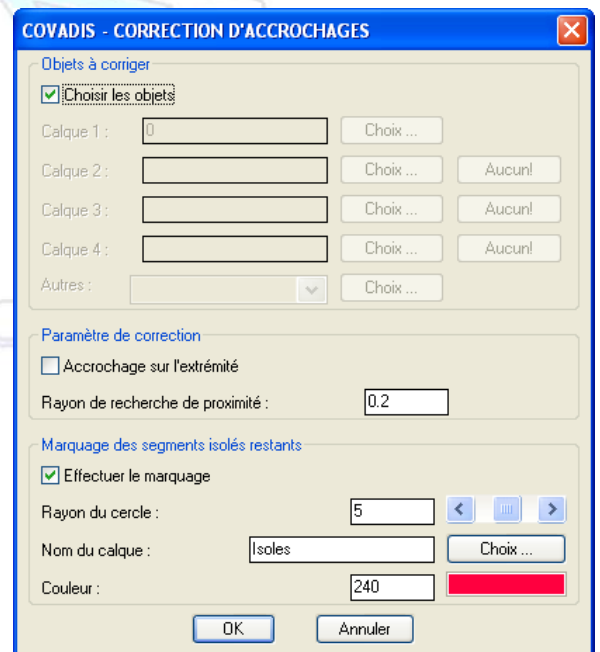 COVADIS - CORRECTION D'ACCROCHAGES
Objets à corriger
Choisir les objets
Calque 1 : 0 Choix ...
Calque 2 : Choix ... Aucun!
Calque 3 : Choix ... Aucun!
Calque 4 : Choix ... Aucun!
Autres : Choix ...
Paramètre de correction
Accrochage sur l'extrémité
Rayon de recherche de proximité : 0.2
Marquage des segments isolés restants
Effectuer le marquage
Rayon du cercle : 5
Nom du calque : Isoles Choix ...
Couleur : 240
OK Annuler